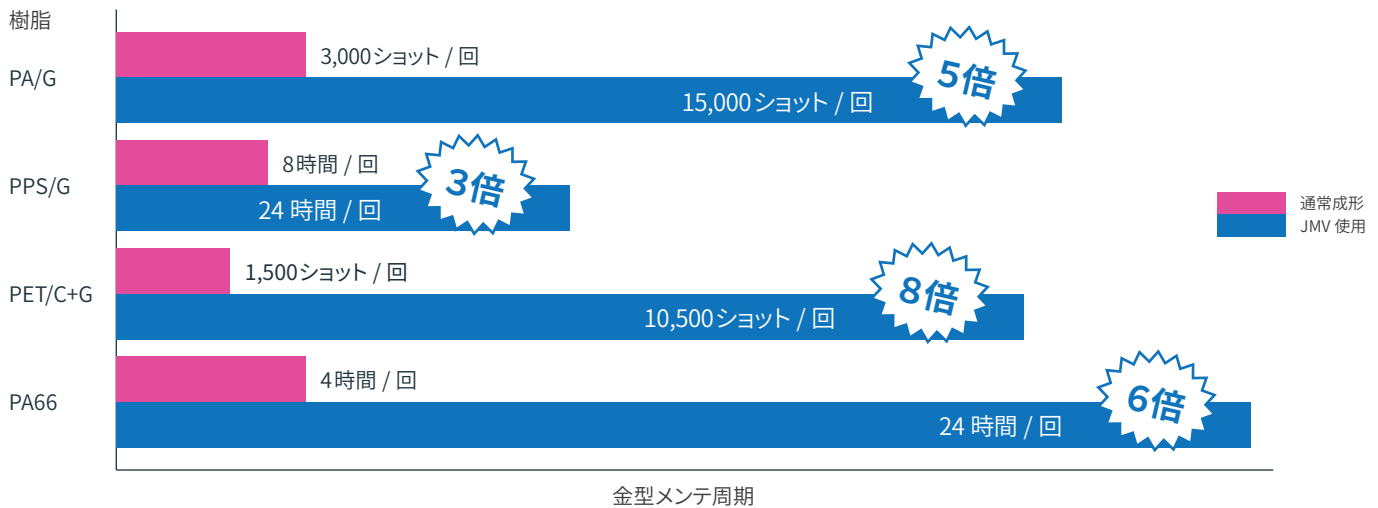 樹脂
PA/G
3,000ショット / 回
15,000ショット / 回
5倍
PPS/G
8時間 / 回
24 時間 / 回
3倍
PET/C+G
1,500ショット / 回
10,500ショット / 回
8倍
PA66
4時間 / 回
24 時間 / 回
6倍
金型メンテ周期
通常成形
JMV 使用